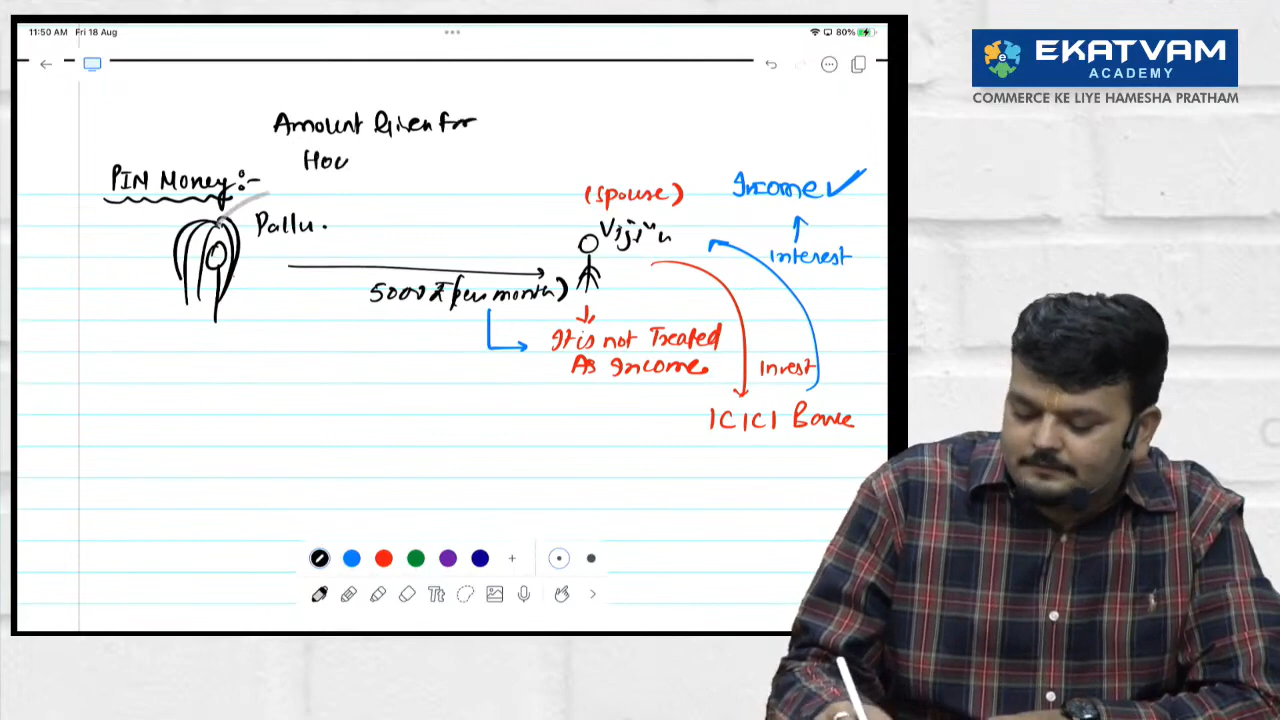 11:50 AM Fri 18 Aug
80%
EKATVAM
ACADEMY
COMMERCE KE LIYE HAMESHA PRATHAM
Amount Given for
Hou
PIN Money :-
Pallu.
(Spouse)
Income ✓
Interest
5000 ₹ (per month)
It is not Treated
As Income.
Invest
ICICI Bank
Tt